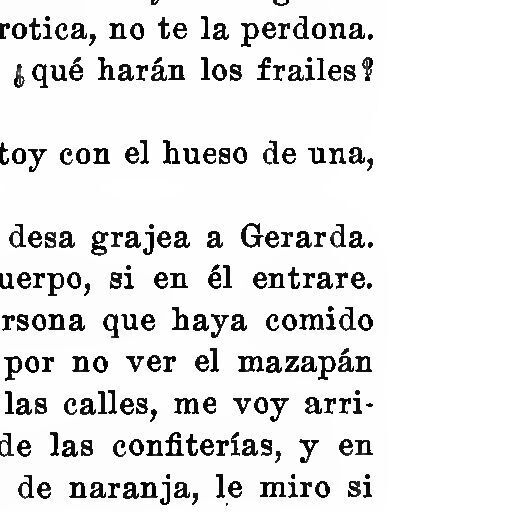 rotica, no te la perdona.
¿qué harán los frailes?
toy con el hueso de una,
desa grajea a Gerarda.
uerpo, si en él entrare.
rsona que haya comido
por no ver el mazapán
las calles, me voy arri-
de las confiterías, y en
de naranja, le miro si